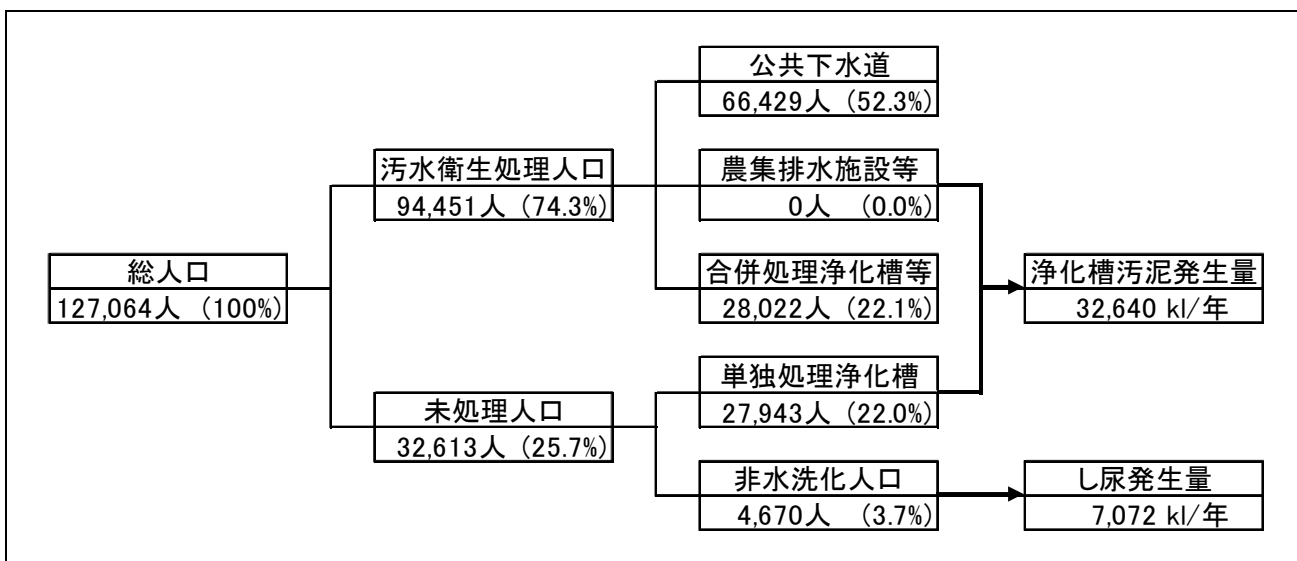 公共下水道
66,429人 (52.3%)
汚水衛生処理人口
94,451人 (74.3%)
農集排水施設等
0人 (0.0%)
総人口
127,064人 (100%)
合併処理浄化槽等
28,022人 (22.1%)
浄化槽汚泥発生量
32,640 kl/年
単独処理浄化槽
27,943人 (22.0%)
未処理人口
32,613人 (25.7%)
非水洗化人口
4,670人 (3.7%)
し尿発生量
7,072 kl/年